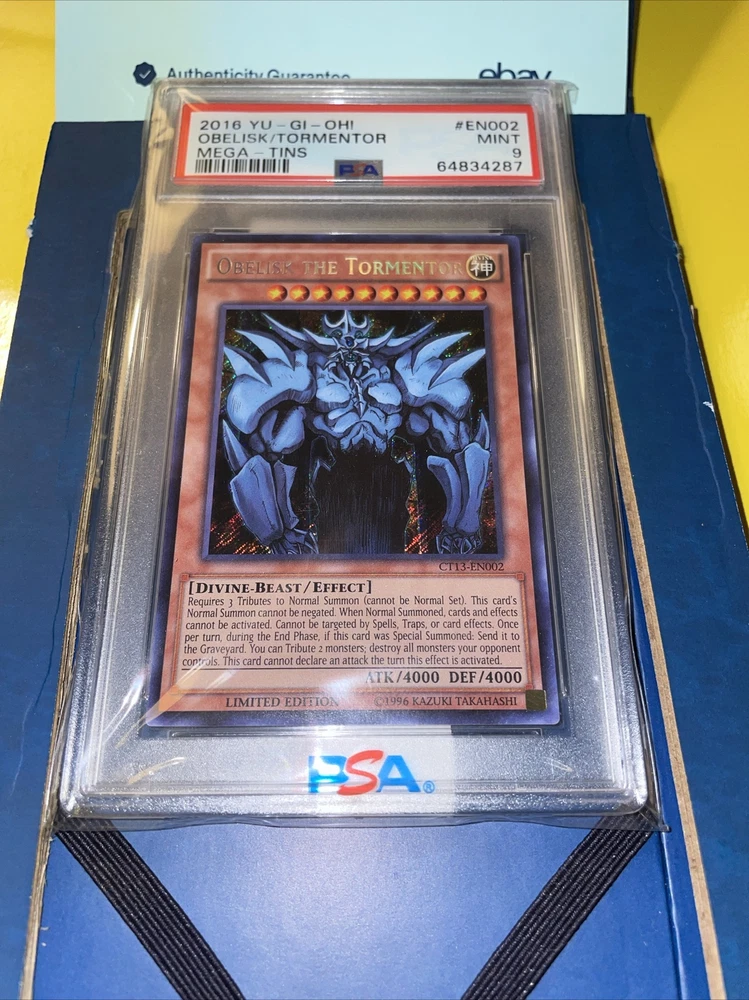 Authenticity Guarantee
ebay
2016 YU-GI-OH! #EN002
OBELISK/TORMENTOR MINT
MEGA-TINS 9
PSA 64834287
OBELISK THE TORMENTOR 神
CT13-EN002
[DIVINE-BEAST/EFFECT]
Requires 3 Tributes to Normal Summon (cannot be Normal Set). This card's
Normal Summon cannot be negated. When Normal Summoned, cards and effects
cannot be activated. Cannot be targeted by Spells, Traps, or card effects. Once
per turn, during the End Phase, if this card was Special Summoned: Send it to
the Graveyard. You can Tribute 2 monsters; destroy all monsters your opponent
controls. This card cannot declare an attack the turn this effect is activated.
ATK/4000 DEF/4000
LIMITED EDITION ©1996 KAZUKI TAKAHASHI
PSA®